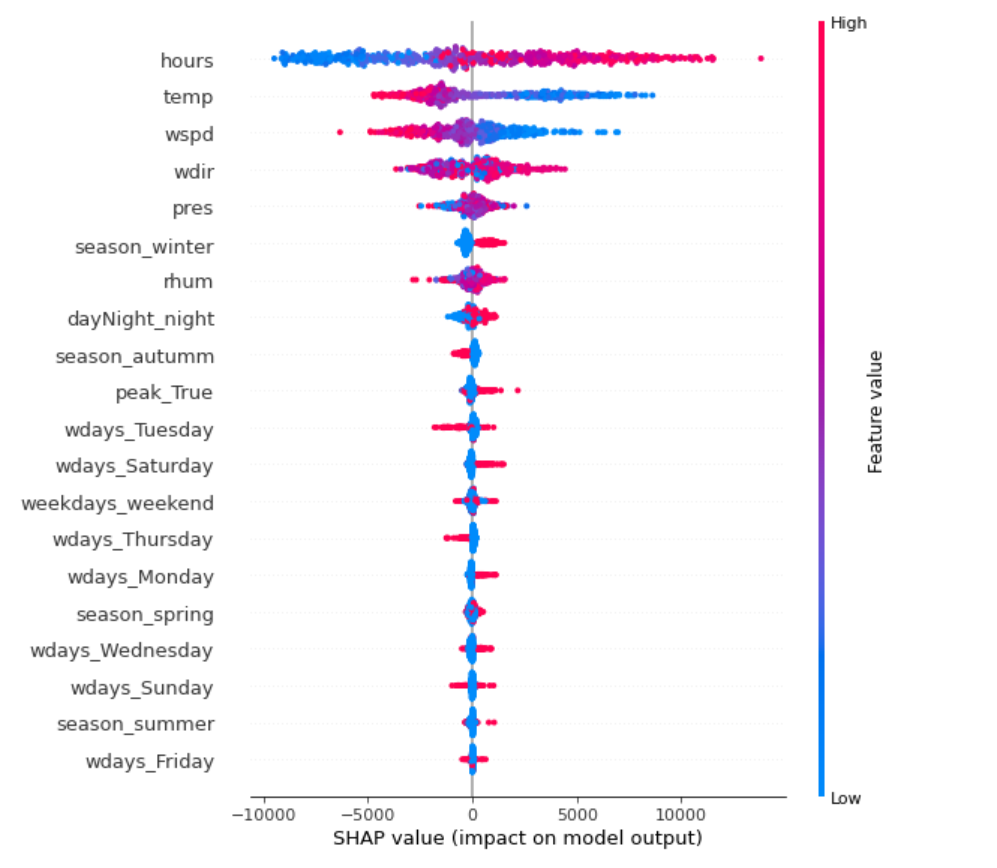 High
hours
temp
wspd
wdir
pres
season_winter
rhum
dayNight_night
season_autumm
peak_True
wdays_Tuesday
wdays_Saturday
weekdays_weekend
wdays_Thursday
wdays_Monday
season_spring
wdays_Wednesday
wdays_Sunday
season_summer
wdays_Friday
Feature value
Low
−10000 −5000 0 5000 10000
SHAP value (impact on model output)